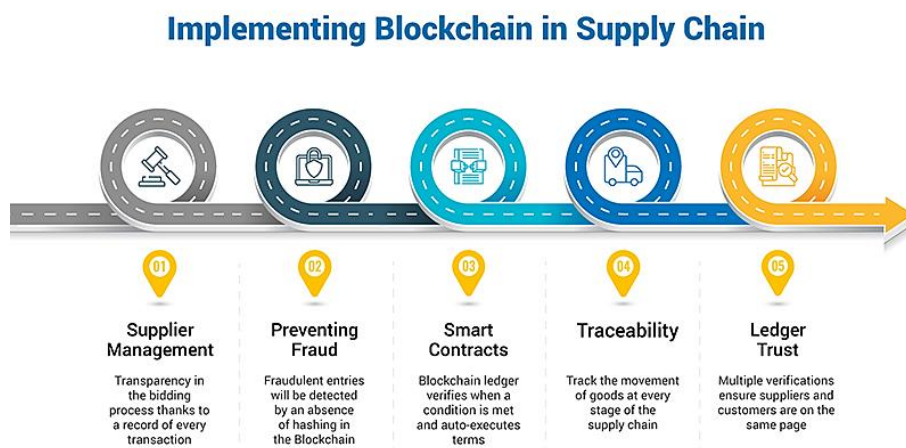 Implementing Blockchain in Supply Chain
01
Supplier
Management
Transparency in
the bidding
process thanks to
a record of every
transaction
02
Preventing
Fraud
Fraudulent entries
will be detected
by an absence
of hashing in
the Blockchain
03
Smart
Contracts
Blockchain ledger
verifies when a
condition is met
and auto-executes
terms
04
Traceability
Track the movement
of goods at every
stage of the
supply chain
05
Ledger
Trust
Multiple verifications
ensure suppliers and
customers are on the
same page